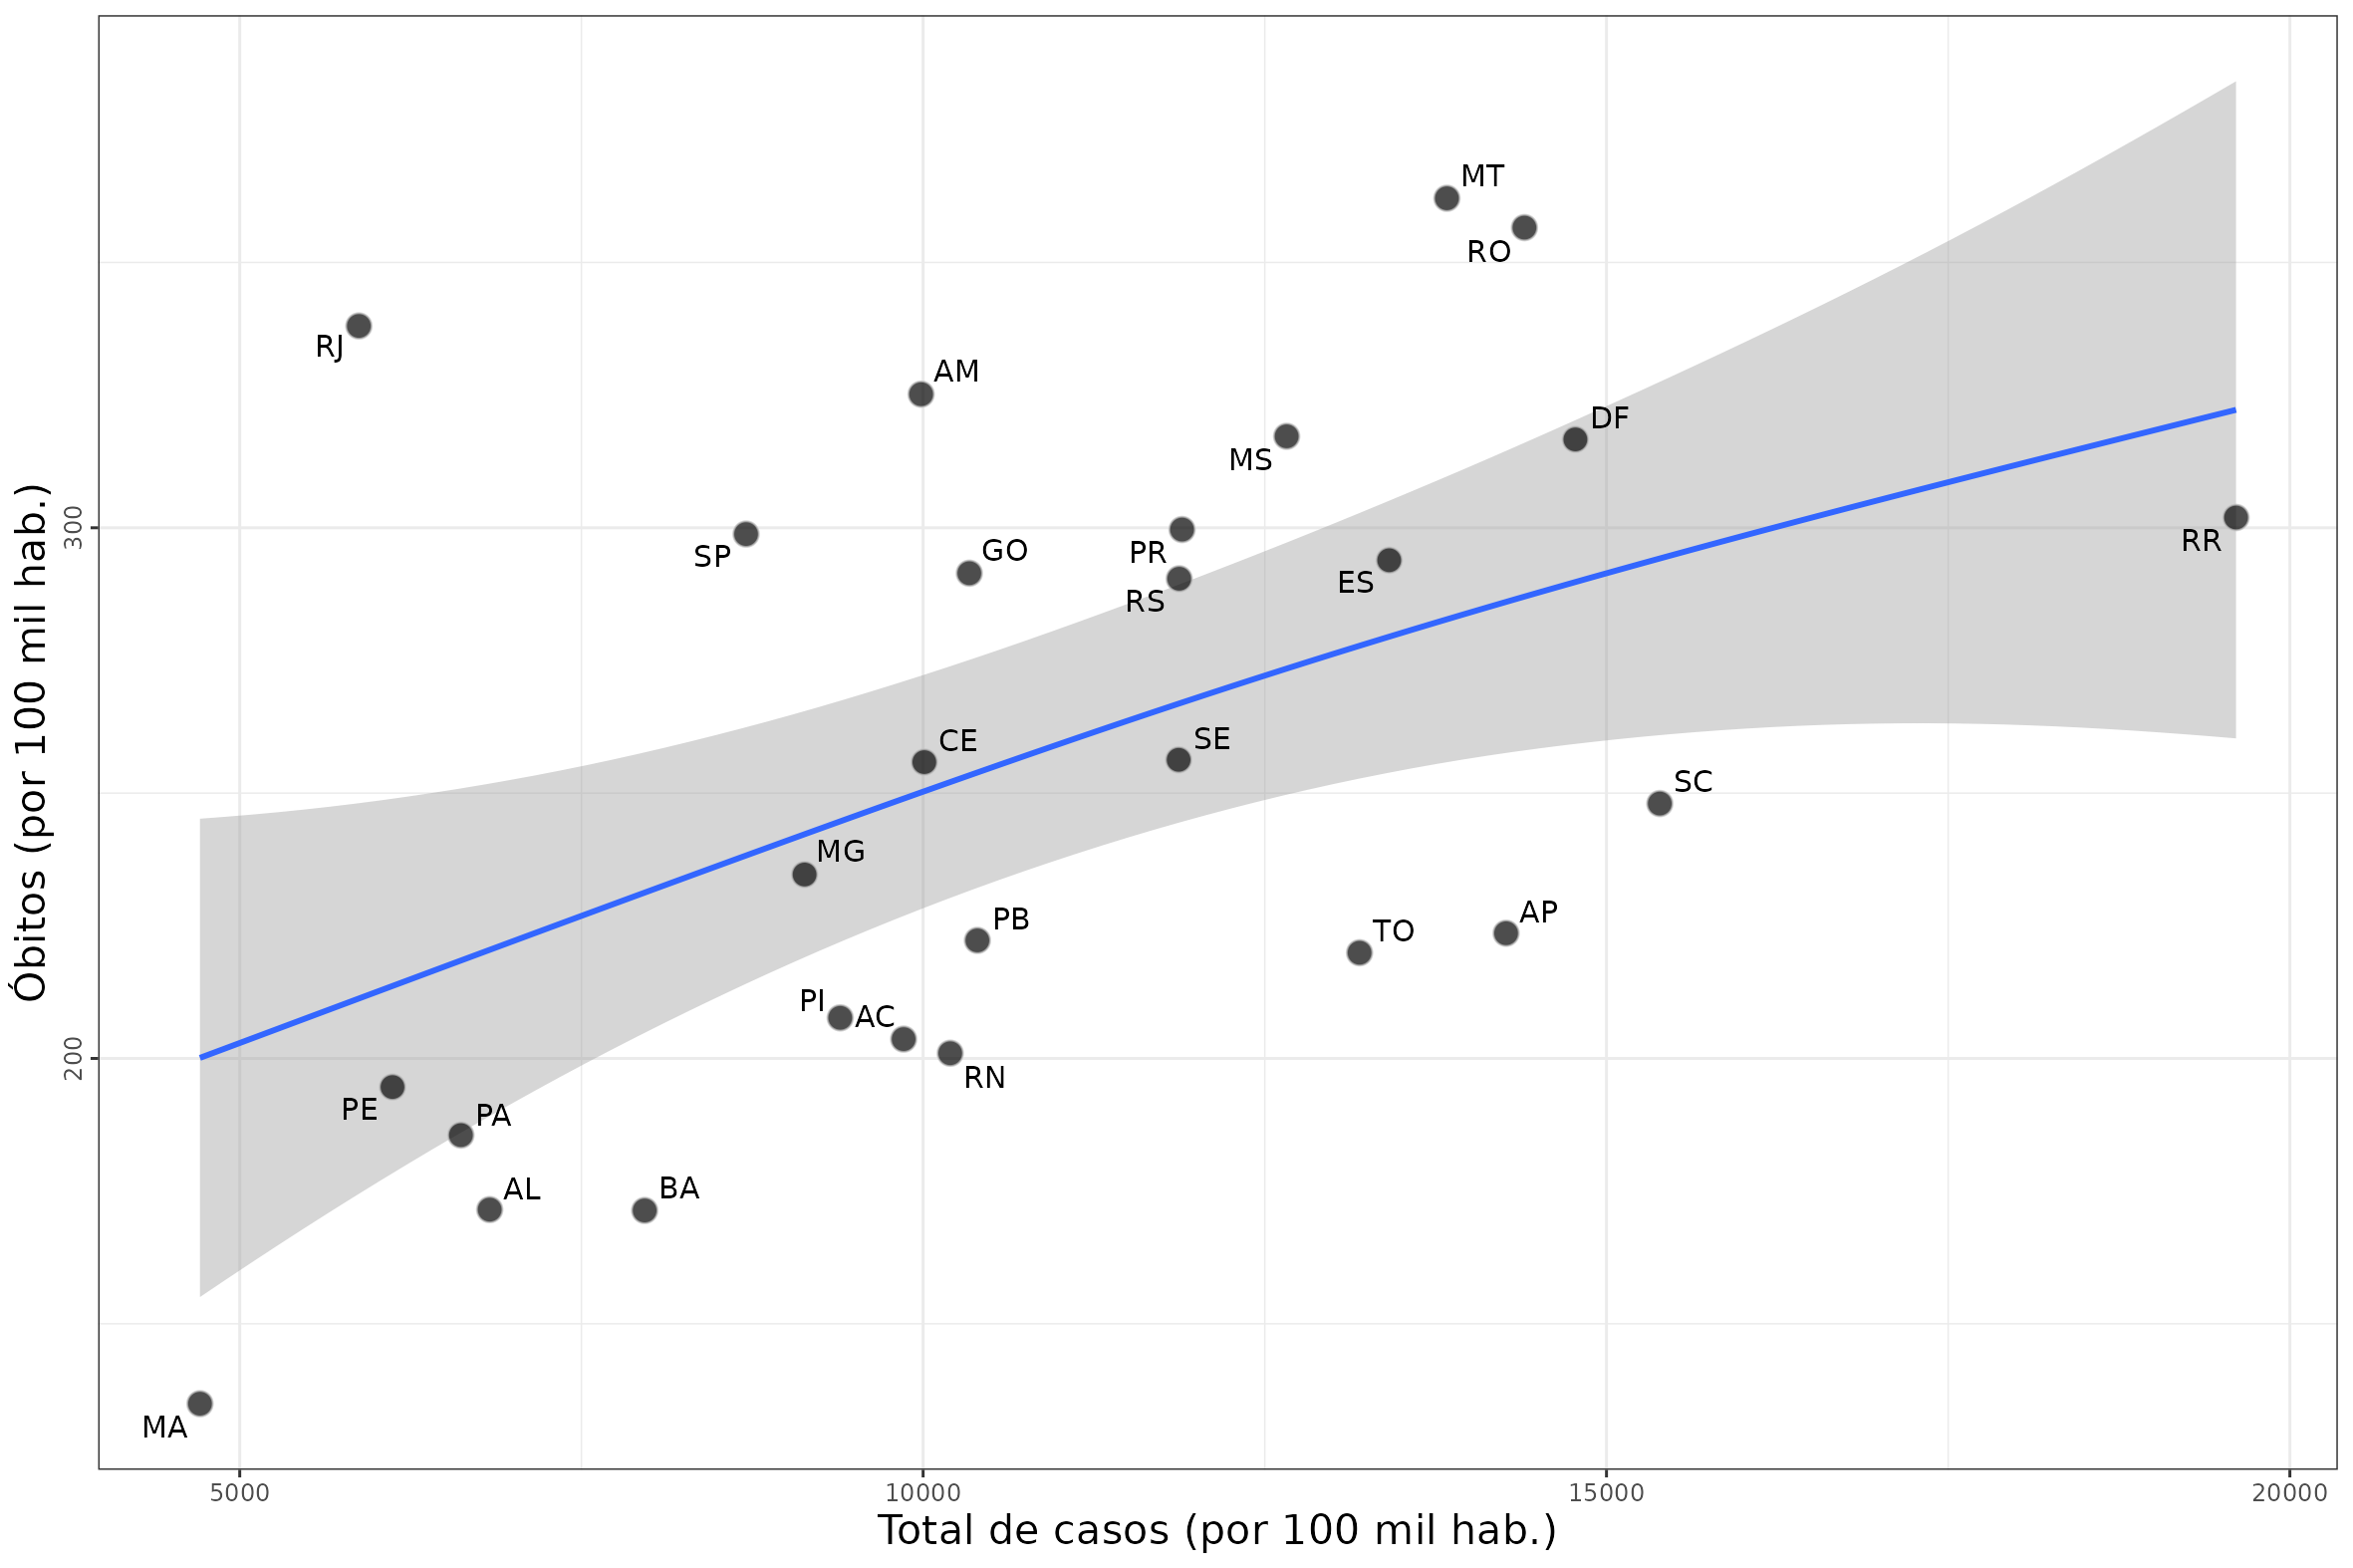 MT
RO
RJ
AM
DF
MS
SP
GO
PR
RS
ES
RR
CE
SE
SC
MG
PB
AP
TO
PI
AC
RN
PE
PA
AL
BA
MA
Óbitos (por 100 mil hab.)
300
200
5000
10000
15000
20000
Total de casos (por 100 mil hab.)